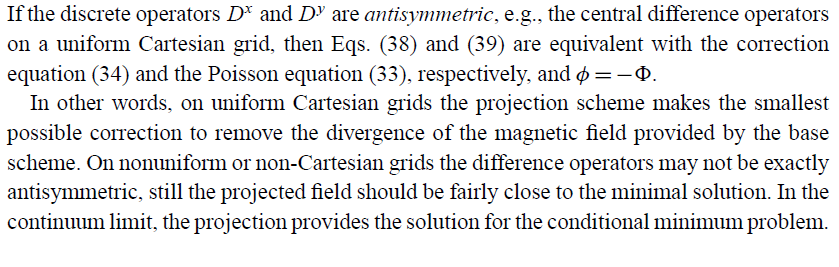 If the discrete operators Dˣ and Dʸ are antisymmetric, e.g., the central difference operators
on a uniform Cartesian grid, then Eqs. (38) and (39) are equivalent with the correction
equation (34) and the Poisson equation (33), respectively, and ϕ = −Φ.
In other words, on uniform Cartesian grids the projection scheme makes the smallest
possible correction to remove the divergence of the magnetic field provided by the base
scheme. On nonuniform or non-Cartesian grids the difference operators may not be exactly
antisymmetric, still the projected field should be fairly close to the minimal solution. In the
continuum limit, the projection provides the solution for the conditional minimum problem.